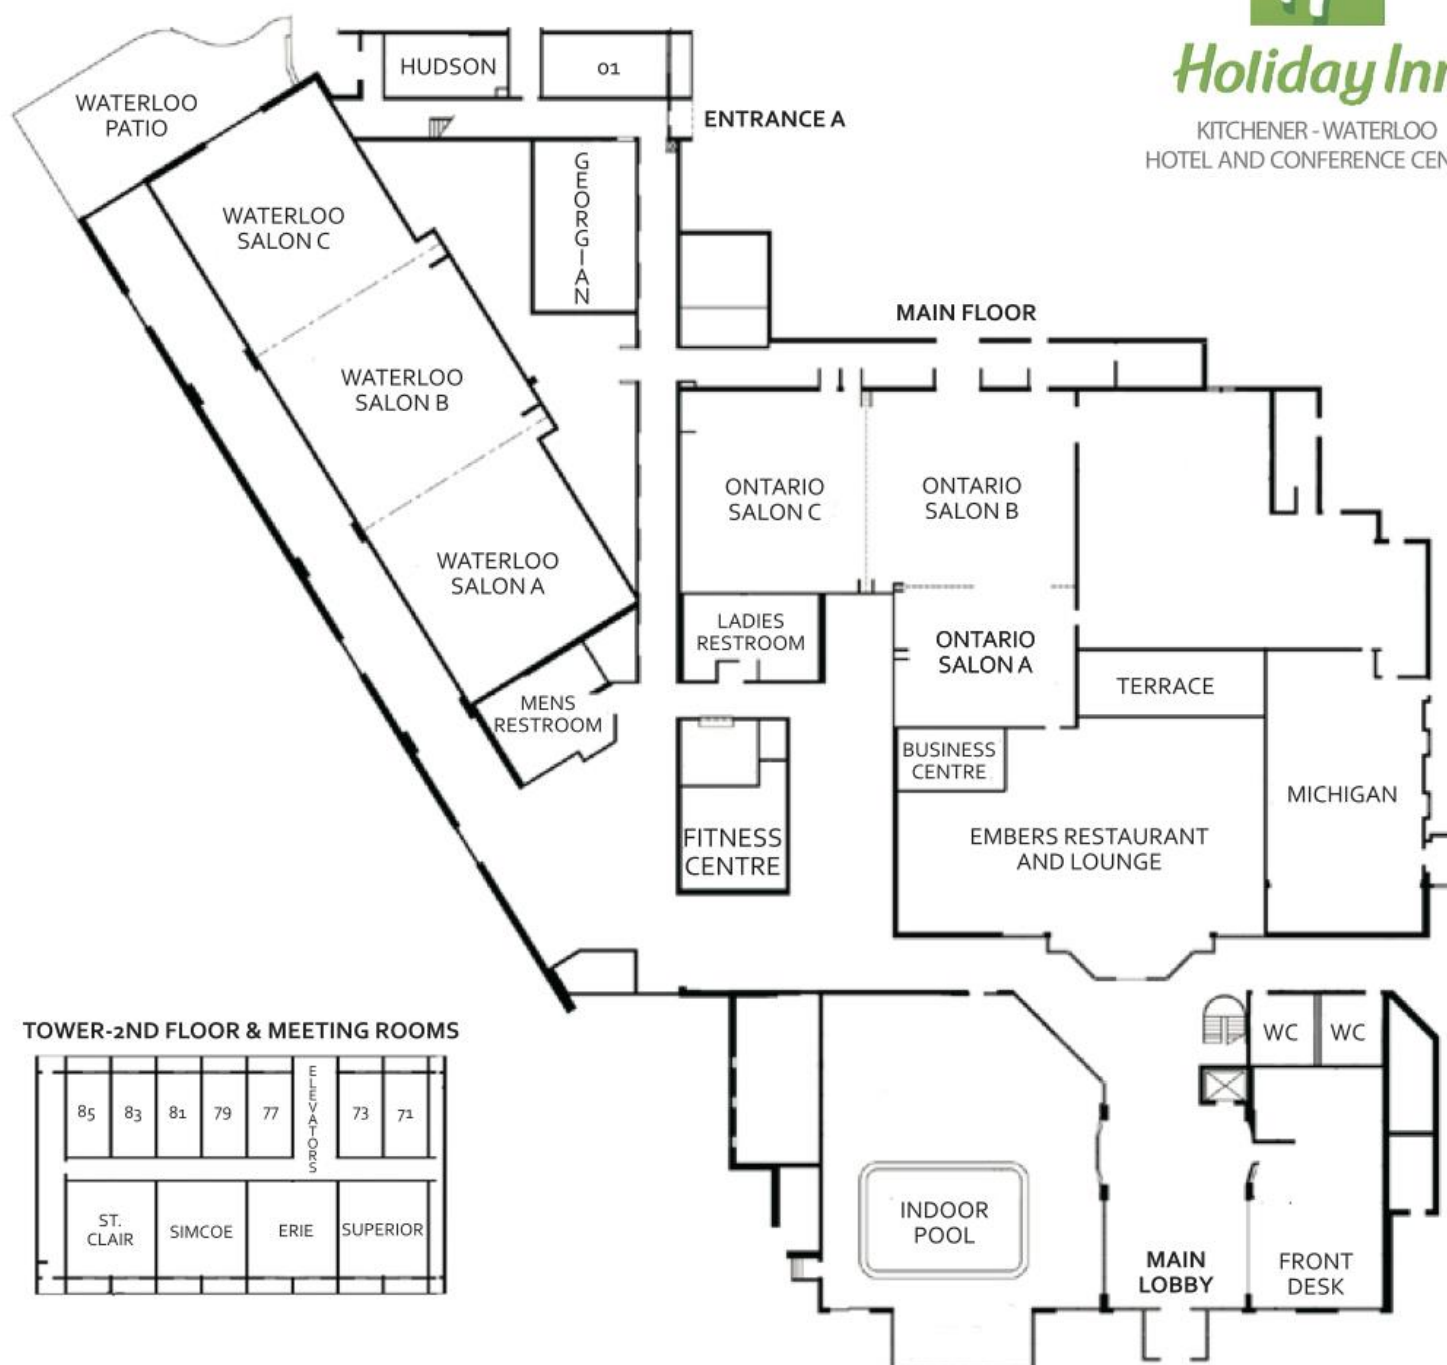 Holiday Inn
KITCHENER - WATERLOO
HOTEL AND CONFERENCE CEN
HUDSON
01
WATERLOO
PATIO
ENTRANCE A
GEORGIAN
WATERLOO
SALON C
MAIN FLOOR
WATERLOO
SALON B
ONTARIO
SALON C
ONTARIO
SALON B
WATERLOO
SALON A
LADIES
RESTROOM
ONTARIO
SALON A
TERRACE
MENS
RESTROOM
BUSINESS
CENTRE
MICHIGAN
FITNESS
CENTRE
EMBERS RESTAURANT
AND LOUNGE
TOWER-2ND FLOOR & MEETING ROOMS
WC
WC
85
83
81
79
77
ELEVATORS
73
71
ST.
CLAIR
SIMCOE
ERIE
SUPERIOR
INDOOR
POOL
MAIN
LOBBY
FRONT
DESK